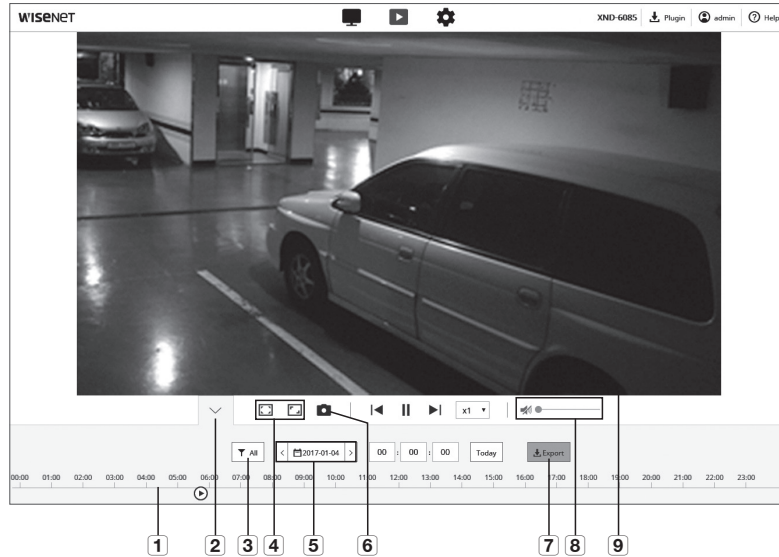 WISENET
XND-6085 Plugin admin ? Help
x1
All
2017-01-04
00 : 00 : 00
Today
Export
00:00 01:00 02:00 03:00 04:00 05:00 06:00 07:00 08:00 09:00 10:00 11:00 12:00 13:00 14:00 15:00 16:00 17:00 18:00 19:00 20:00 21:00 22:00 23:00
1 2 3 4 5 6 7 8 9